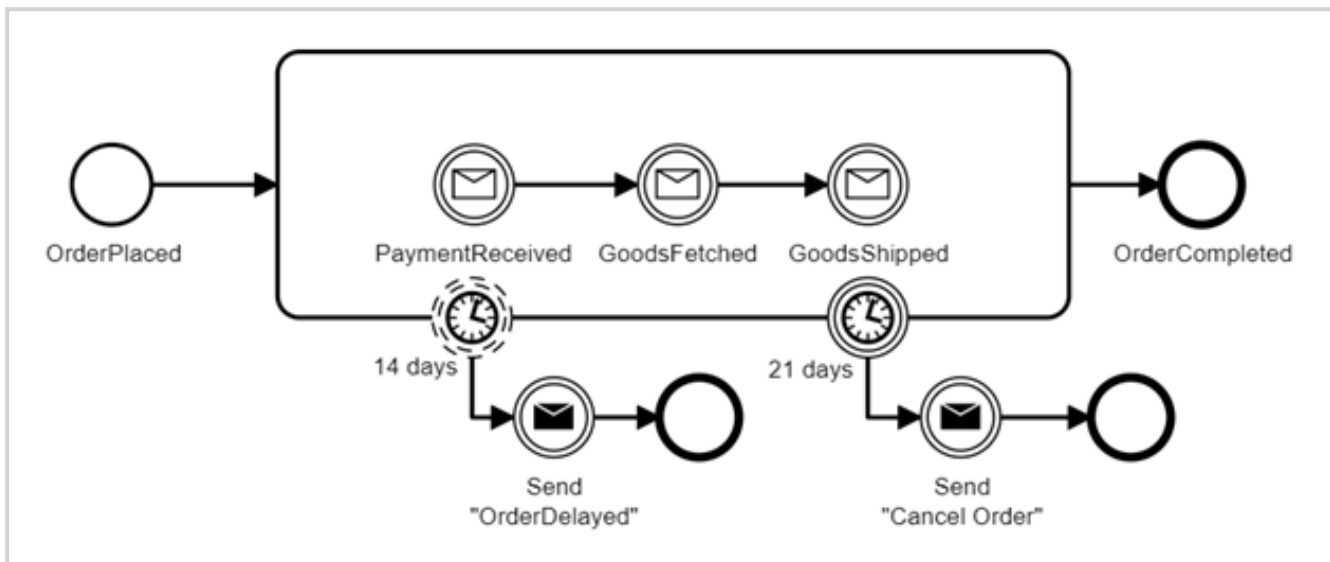 OrderPlaced
PaymentReceived
GoodsFetched
GoodsShipped
OrderCompleted
14 days
21 days
Send
"OrderDelayed"
Send
"Cancel Order"